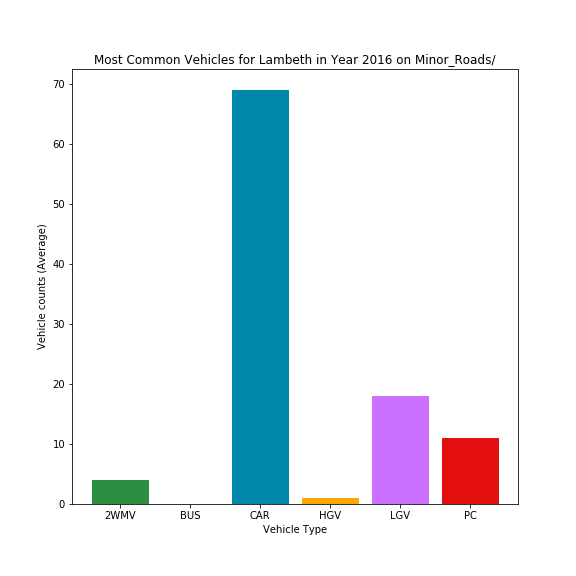 Most Common Vehicles for Lambeth in Year 2016 on Minor_Roads/
70
60
50
40
30
20
10
0
Vehicle counts (Average)
2WMV BUS CAR HGV LGV PC
Vehicle Type